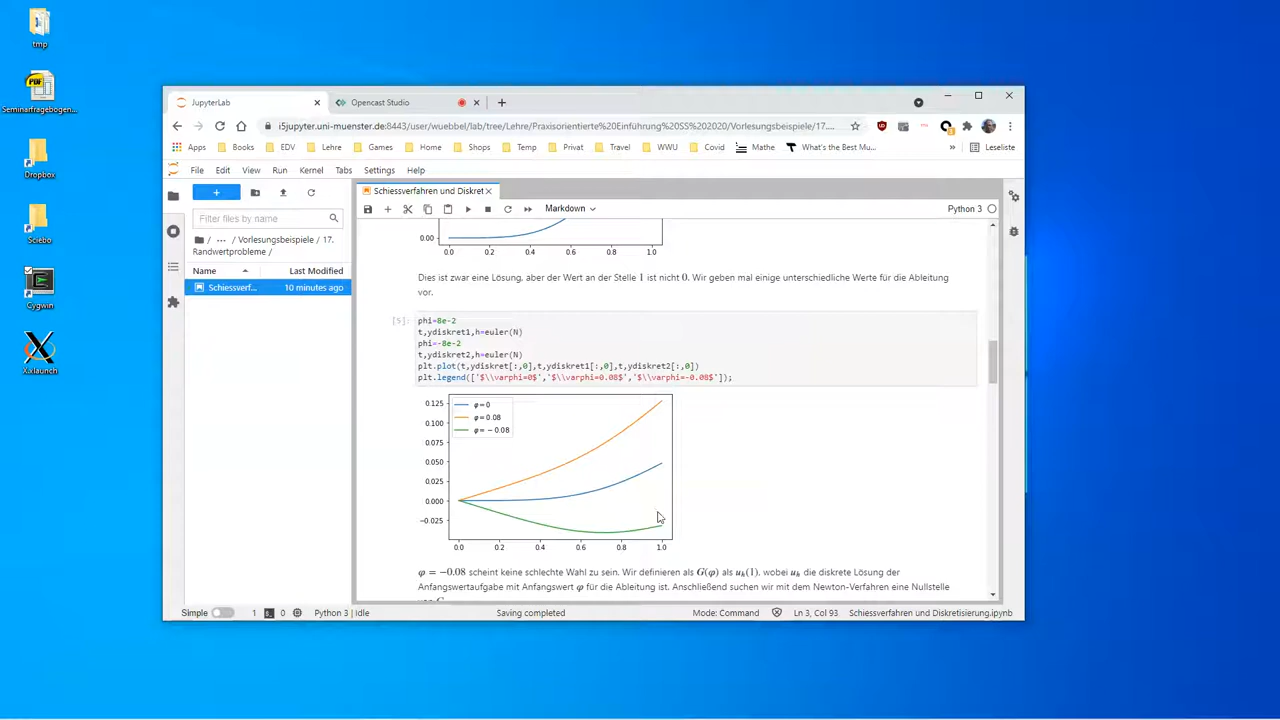 tmp
Seminarfragebogen...
Dropbox
Sciebo
Cygwin
Xlaunch
JupyterLab
Opencast Studio
i5jupyter.uni-muenster.de:8443/user/wuebbel/lab/tree/Lehre/Praxisorientierte%20Einführung%20SS%202020/Vorlesungsbeispiele/17....
Apps Books EDV Lehre Games Home Shops Temp Privat Travel WWU Covid Mathe What's the Best Mu... » Leseliste
File Edit View Run Kernel Tabs Settings Help
Schiessverfahren und Diskret
Markdown
Python 3
Filter files by name
/ ... / Vorlesungsbeispiele / 17.
Randwertprobleme /
Name Last Modified
Schiessverf... 10 minutes ago
0.00
0.0 0.2 0.4 0.6 0.8 1.0
Dies ist zwar eine Lösung, aber der Wert an der Stelle 1 ist nicht 0. Wir geben mal einige unterschiedliche Werte für die Ableitung
vor.
[5]:
phi=8e-2
t,ydiskret1,h=euler(N)
phi=-8e-2
t,ydiskret2,h=euler(N)
plt.plot(t,ydiskret[:,0],t,ydiskret1[:,0],t,ydiskret2[:,0])
plt.legend(['$\\varphi=0$','$\\varphi=0.08$','$\\varphi=-0.08$']);
0.125
0.100
0.075
0.050
0.025
0.000
−0.025
φ = 0
φ = 0.08
φ = − 0.08
0.0 0.2 0.4 0.6 0.8 1.0
φ = −0.08 scheint keine schlechte Wahl zu sein. Wir definieren als G(φ) als uₕ(1), wobei uₕ die diskrete Lösung der
Anfangswertaufgabe mit Anfangswert φ für die Ableitung ist. Anschließend suchen wir mit dem Newton-Verfahren eine Nullstelle
Simple 1 0 Python 3 | Idle Saving completed Mode: Command Ln 3, Col 93 Schiessverfahren und Diskretisierung.ipynb